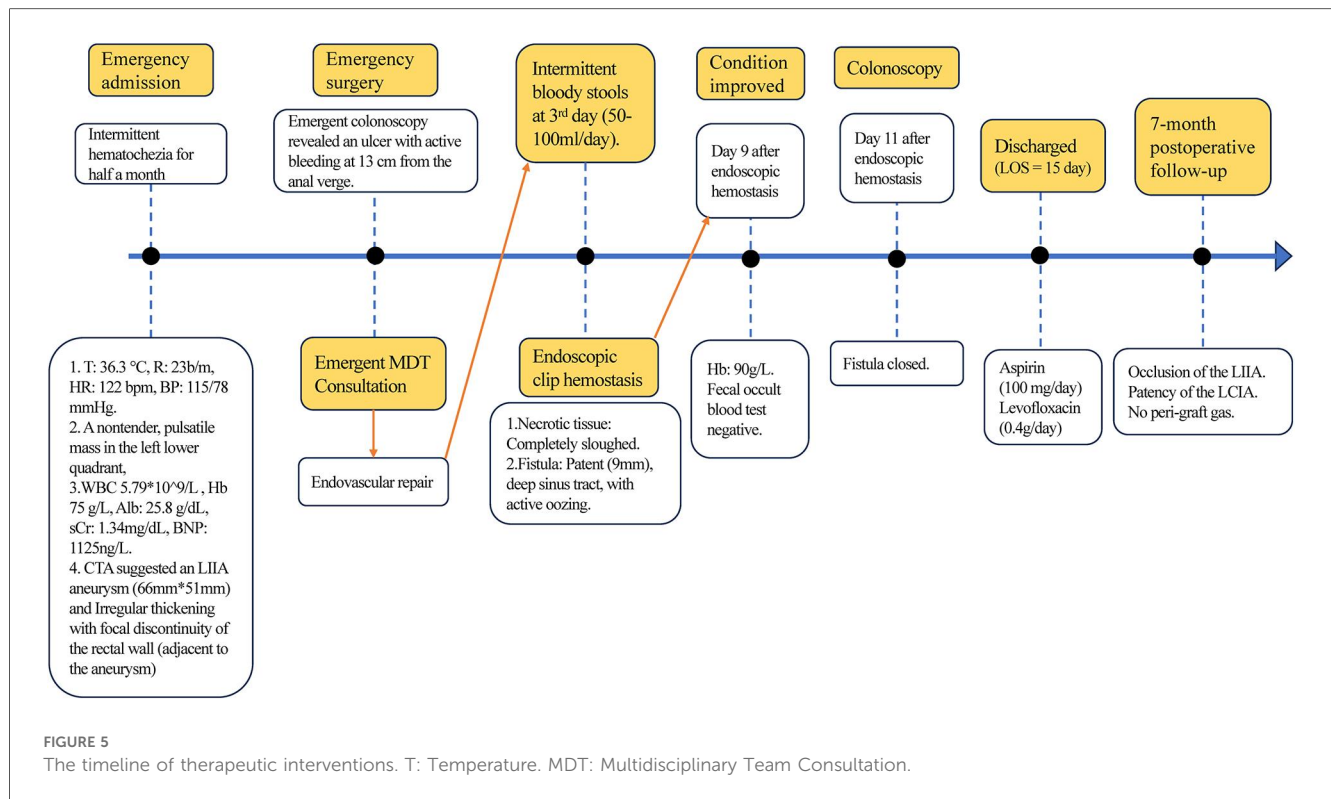 Emergency
admission
Intermittent
hematochezia for
half a month
1. T: 36.3 °C, R: 23b/m,
HR: 122 bpm, BP: 115/78
mmHg.
2. A nontender, pulsatile
mass in the left lower
quadrant,
3.WBC 5.79*10^9/L , Hb
75 g/L, Alb: 25.8 g/dL,
sCr: 1.34mg/dL, BNP:
1125ng/L.
4. CTA suggested an LIIA
aneurysm (66mm*51mm)
and Irregular thickening
with focal discontinuity of
the rectal wall (adjacent to
the aneurysm)
Emergency
surgery
Emergent colonoscopy
revealed an ulcer with active
bleeding at 13 cm from the
anal verge.
Emergent MDT
Consultation
Endovascular repair
Intermittent
bloody stools
at 3rd day (50-
100ml/day).
Endoscopic
clip hemostasis
1.Necrotic tissue:
Completely sloughed.
2.Fistula: Patent (9mm),
deep sinus tract, with
active oozing.
Condition
improved
Day 9 after
endoscopic
hemostasis
Hb: 90g/L.
Fecal occult
blood test
negative.
Colonoscopy
Day 11 after
endoscopic
hemostasis
Fistula closed.
Discharged
(LOS = 15 day)
Aspirin
(100 mg/day)
Levofloxacin
(0.4g/day)
7-month
postoperative
follow-up
Occlusion of the LIIA.
Patency of the LCIA.
No peri-graft gas.
FIGURE 5
The timeline of therapeutic interventions. T: Temperature. MDT: Multidisciplinary Team Consultation.